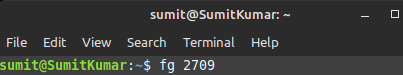 sumit@SumitKumar: ~
File Edit View Search Terminal Help
sumit@SumitKumar:~$ fg 2709